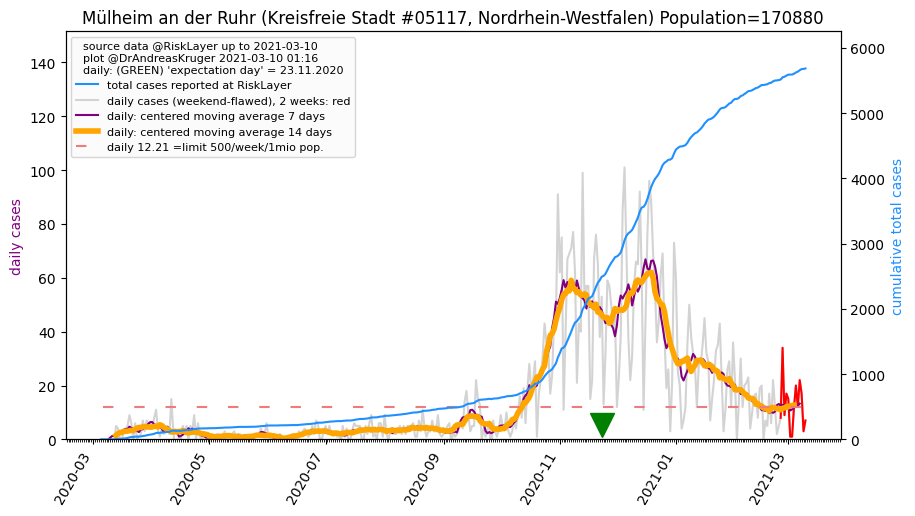 Mülheim an der Ruhr (Kreisfreie Stadt #05117, Nordrhein-Westfalen) Population=170880
source data @RiskLayer up to 2021-03-10
plot @DrAndreasKruger 2021-03-10 01:16
daily: (GREEN) 'expectation day' = 23.11.2020
total cases reported at RiskLayer
daily cases (weekend-flawed), 2 weeks: red
daily: centered moving average 7 days
daily: centered moving average 14 days
daily 12.21 =limit 500/week/1mio pop.
daily cases
140
120
100
80
60
40
20
0
cumulative total cases
6000
5000
4000
3000
2000
1000
0
2020-03
2020-05
2020-07
2020-09
2020-11
2021-01
2021-03